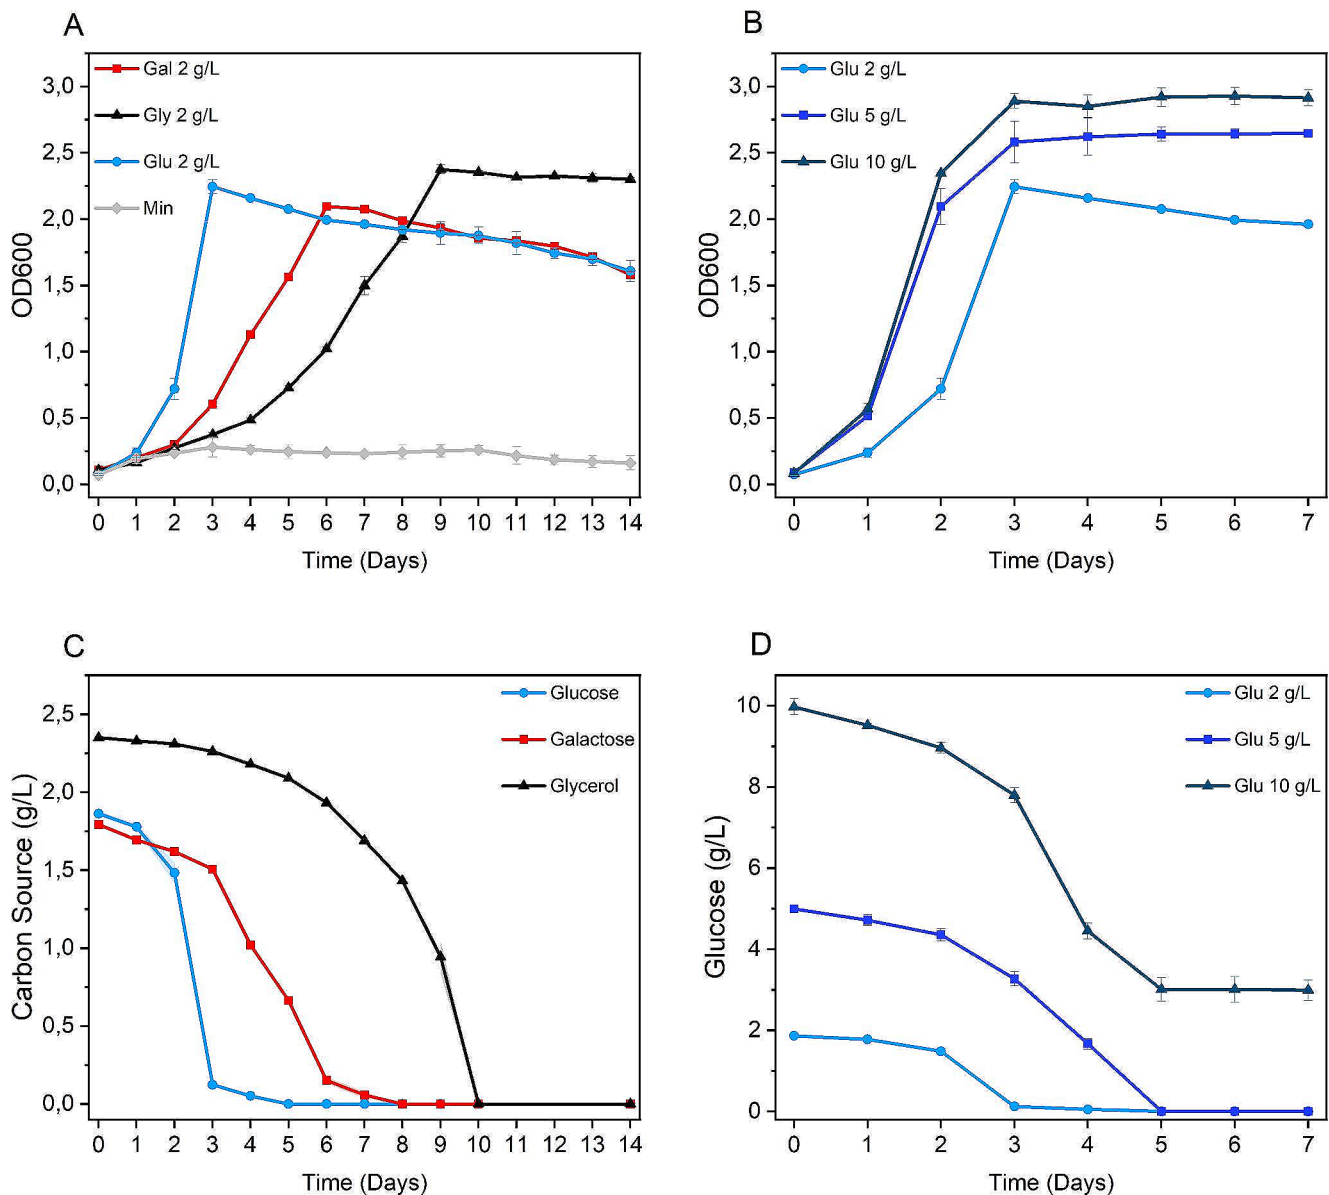 A
Gal 2 g/L
Gly 2 g/L
Glu 2 g/L
Min
3,0
2,5
2,0
1,5
1,0
0,5
0,0
OD600
0 1 2 3 4 5 6 7 8 9 10 11 12 13 14
Time (Days)
B
Glu 2 g/L
Glu 5 g/L
Glu 10 g/L
3,0
2,5
2,0
1,5
1,0
0,5
0,0
OD600
0 1 2 3 4 5 6 7
Time (Days)
C
Glucose
Galactose
Glycerol
2,5
2,0
1,5
1,0
0,5
0,0
Carbon Source (g/L)
0 1 2 3 4 5 6 7 8 9 10 11 12 13 14
Time (Days)
D
Glu 2 g/L
Glu 5 g/L
Glu 10 g/L
10
8
6
4
2
0
Glucose (g/L)
0 1 2 3 4 5 6 7
Time (Days)